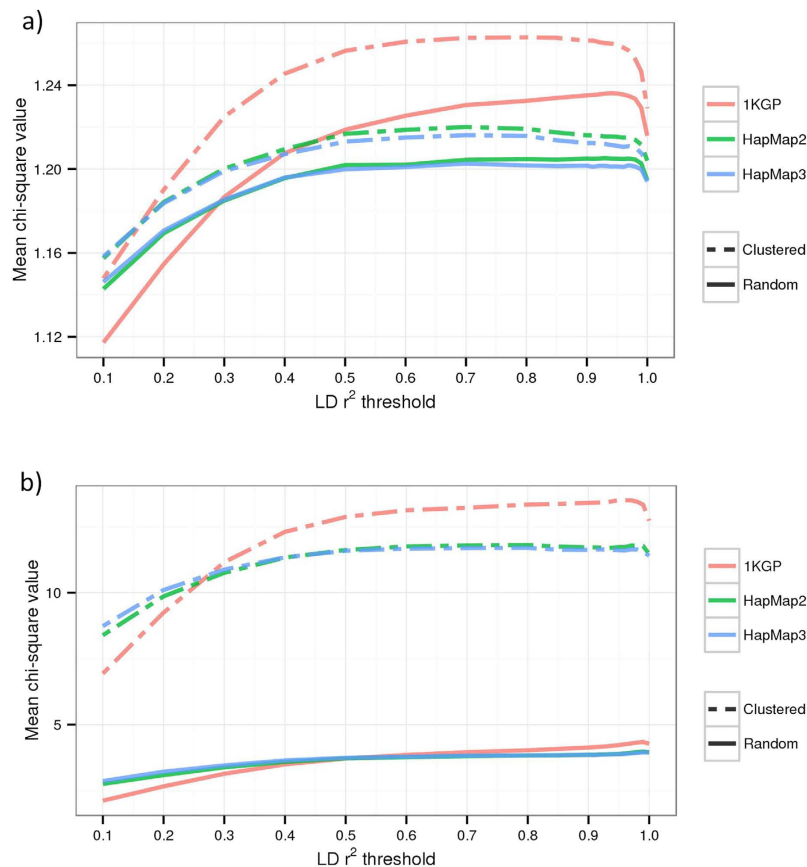 a)
Mean chi-square value
1.24
1.20
1.16
1.12
0.1 0.2 0.3 0.4 0.5 0.6 0.7 0.8 0.9 1.0
LD r² threshold
1KGP
HapMap2
HapMap3
Clustered
Random
b)
Mean chi-square value
10
5
0.1 0.2 0.3 0.4 0.5 0.6 0.7 0.8 0.9 1.0
LD r² threshold
1KGP
HapMap2
HapMap3
Clustered
Random